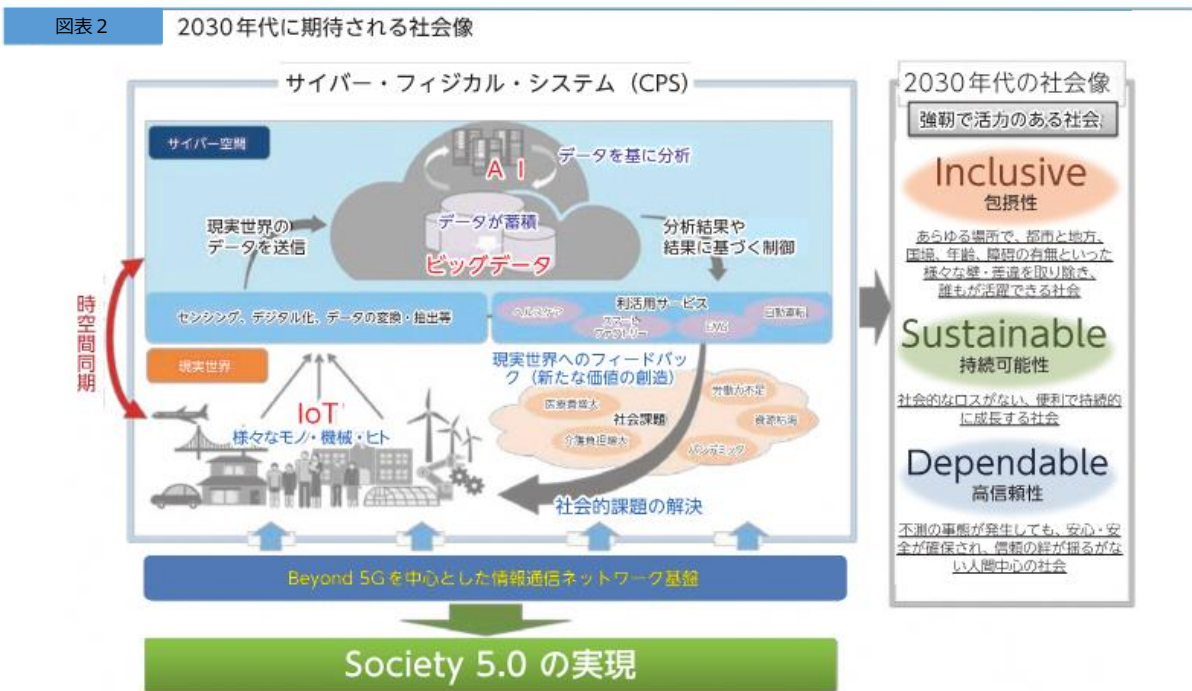 図表2
2030年代に期待される社会像
サイバー・フィジカル・システム（CPS）
サイバー空間
AI
データを基に分析
データが蓄積
ビッグデータ
現実世界の
データを送信
分析結果や
結果に基づく制御
時空間同期
センシング、デジタル化、データの変換・抽出等
利活用サービス
ヘルスケア
スマート
ファクトリー
EMS
自動運転
現実世界
IoT
様々なモノ・機械・ヒト
現実世界へのフィードバッ
ク（新たな価値の創造）
社会課題
医療費増大
労働力不足
資源枯渇
介護負担増大
パンデミック
社会的課題の解決
Beyond 5Gを中心とした情報通信ネットワーク基盤
Society 5.0 の実現
2030年代の社会像
強靭で活力のある社会
Inclusive
包摂性
あらゆる場所で、都市と地方、
国境、年齢、障碍の有無といった
様々な壁・差違を取り除き、
誰もが活躍できる社会
Sustainable
持続可能性
社会的なロスがない、便利で持続的
に成長する社会
Dependable
高信頼性
不測の事態が発生しても、安心・安
全が確保され、信頼の絆が揺るがな
い人間中心の社会